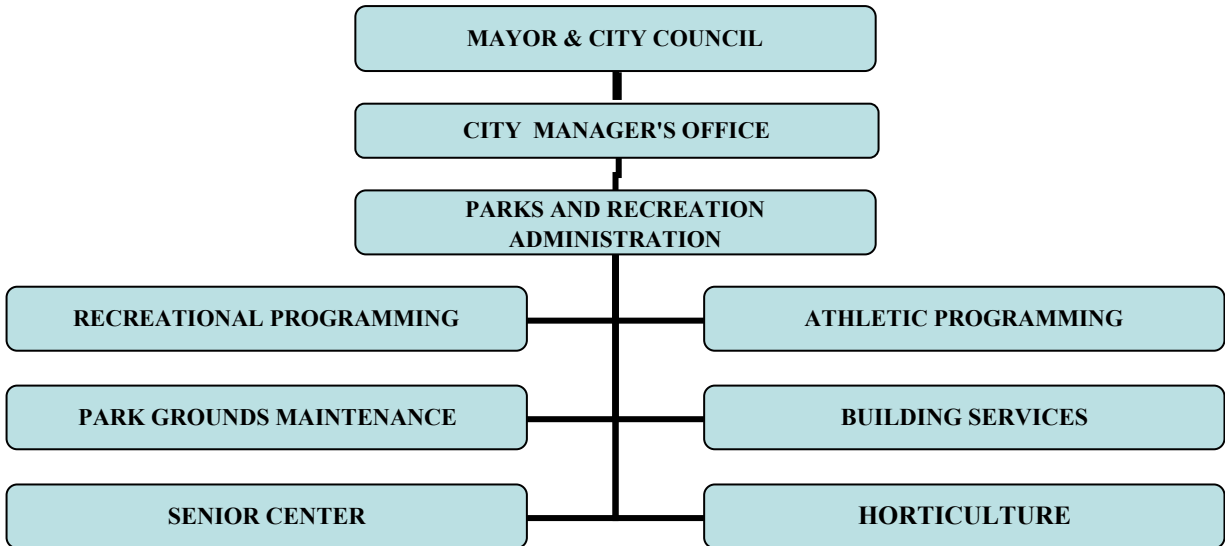 MAYOR & CITY COUNCIL
CITY MANAGER'S OFFICE
PARKS AND RECREATION
ADMINISTRATION
RECREATIONAL PROGRAMMING
ATHLETIC PROGRAMMING
PARK GROUNDS MAINTENANCE
BUILDING SERVICES
SENIOR CENTER
HORTICULTURE